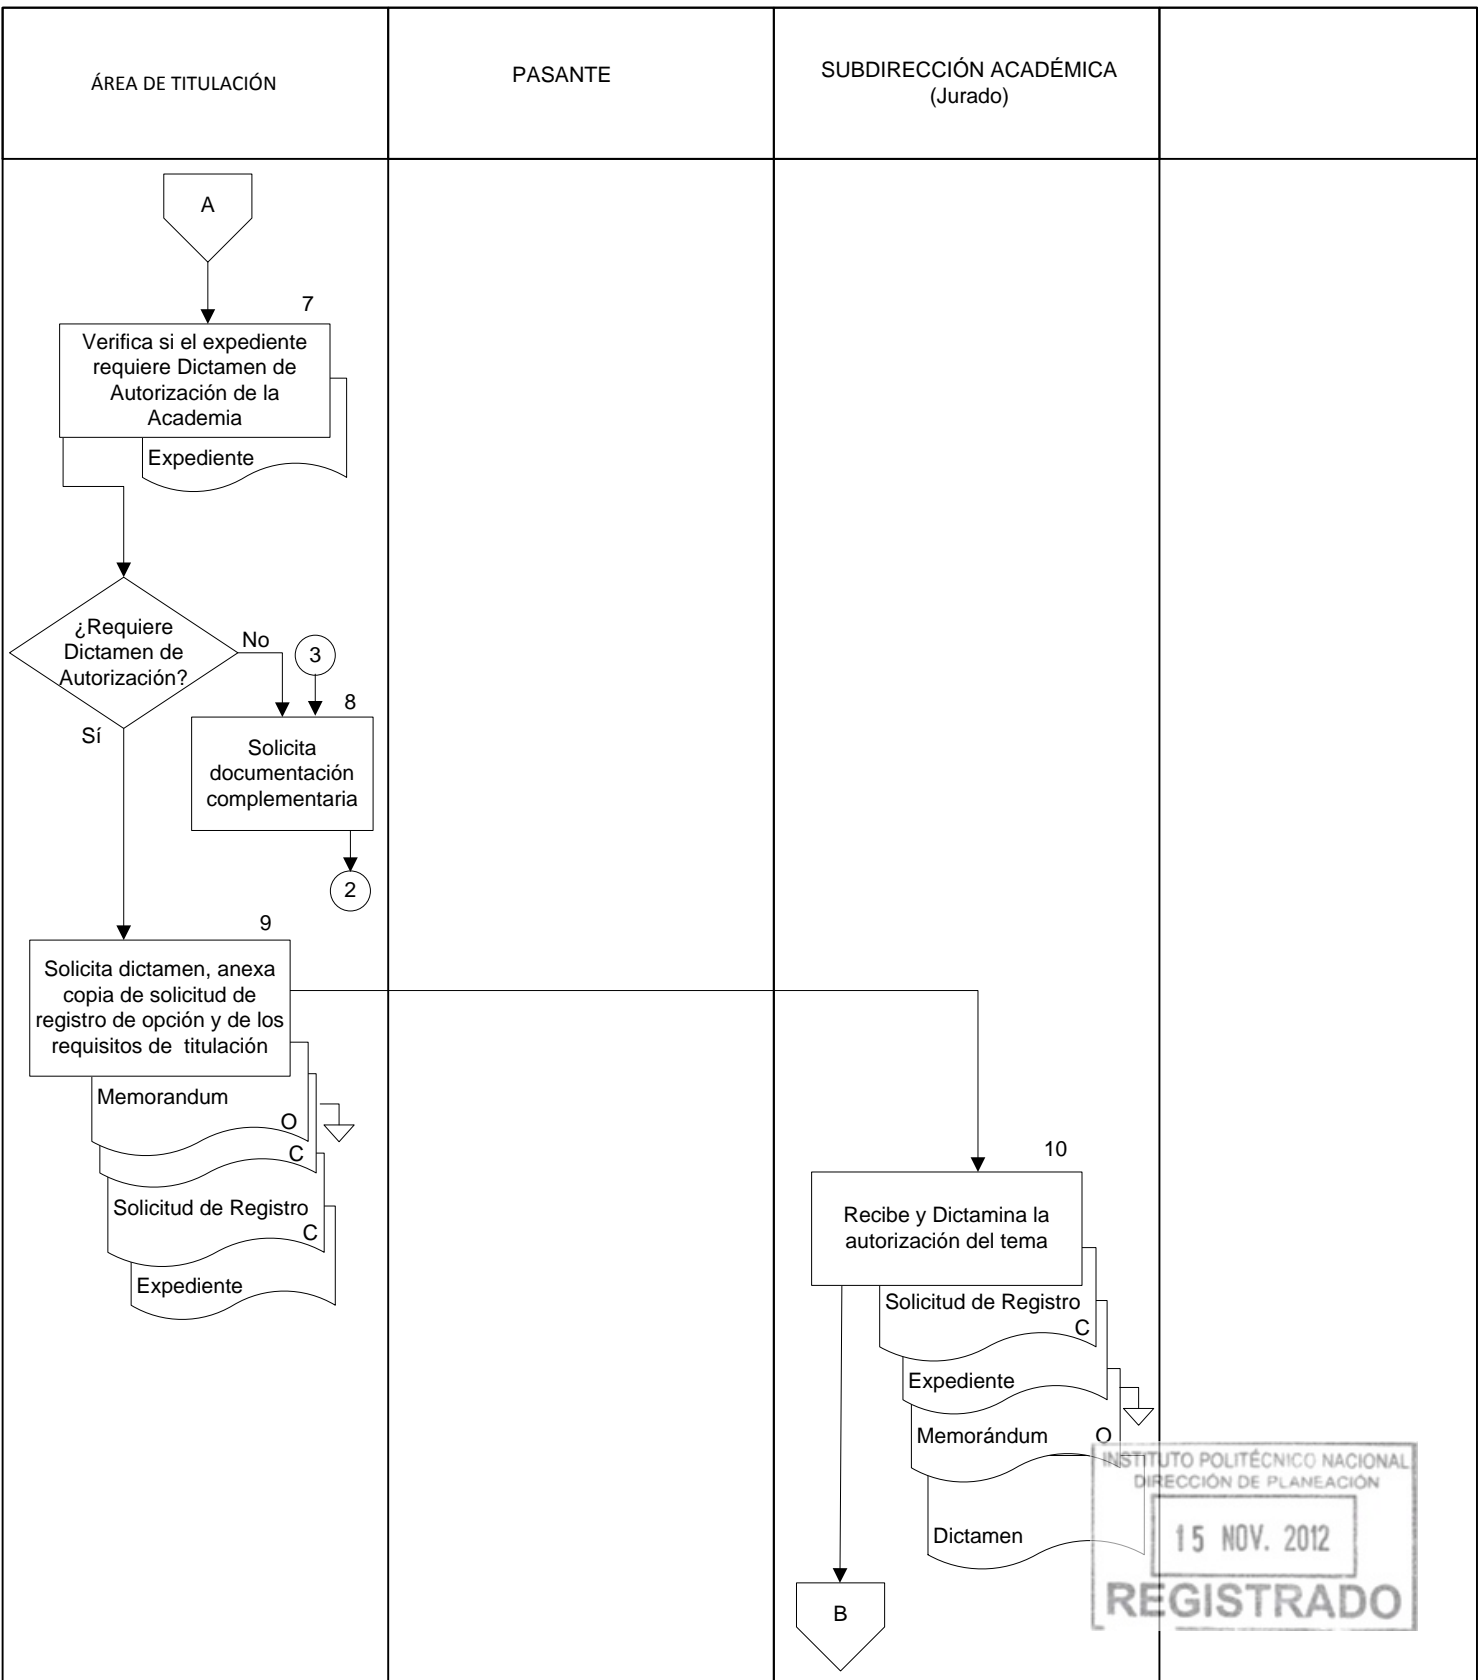 ÁREA DE TITULACIÓN
PASANTE
SUBDIRECCIÓN ACADÉMICA
(Jurado)
A
7
Verifica si el expediente
requiere Dictamen de
Autorización de la
Academia
Expediente
¿Requiere
Dictamen de
Autorización?
No
3
Sí
8
Solicita
documentación
complementaria
2
9
Solicita dictamen, anexa
copia de solicitud de
registro de opción y de los
requisitos de titulación
Memorandum
O
C
Solicitud de Registro
C
Expediente
10
Recibe y Dictamina la
autorización del tema
Solicitud de Registro
C
Expediente
Memorándum
O
Dictamen
B
INSTITUTO POLITÉCNICO NACIONAL
DIRECCIÓN DE PLANEACIÓN
15 NOV. 2012
REGISTRADO